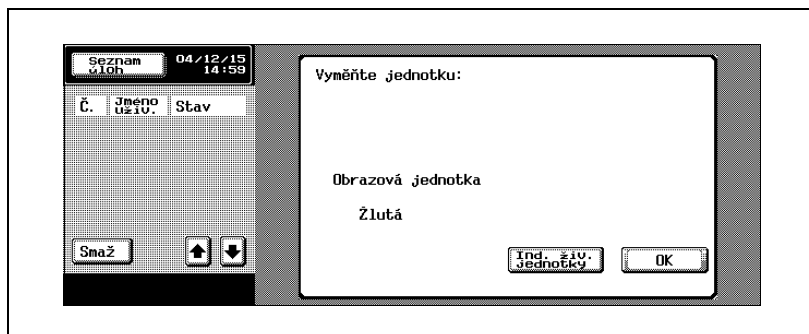 Seznam
úloh
04/12/15
14:59
Č. Jméno
uživ. Stav
Smaž
Vyměňte jednotku:
Obrazová jednotka
Žlutá
Ind. živ.
jednotky
OK